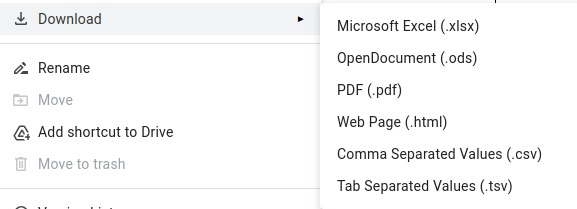 Download
Microsoft Excel (.xlsx)
OpenDocument (.ods)
PDF (.pdf)
Web Page (.html)
Comma Separated Values (.csv)
Tab Separated Values (.tsv)
Rename
Move
Add shortcut to Drive
Move to trash